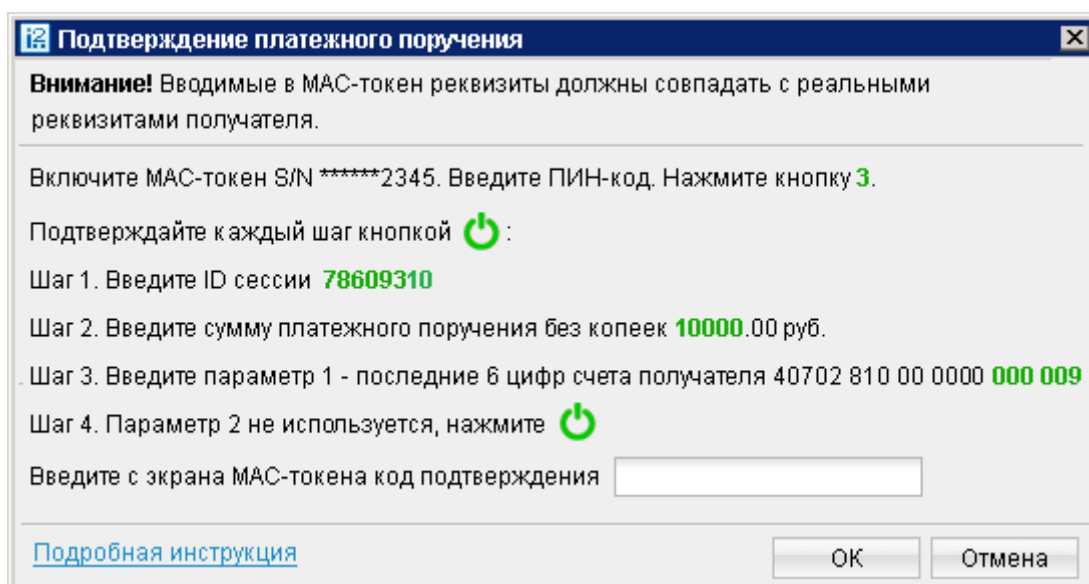 i2 Подтверждение платежного поручения
Внимание! Вводимые в МАС-токен реквизиты должны совпадать с реальными
реквизитами получателя.
Включите МАС-токен S/N ******2345. Введите ПИН-код. Нажмите кнопку 3.
Подтверждайте каждый шаг кнопкой :
Шаг 1. Введите ID сессии 78609310
Шаг 2. Введите сумму платежного поручения без копеек 10000.00 руб.
Шаг 3. Введите параметр 1 - последние 6 цифр счета получателя 40702 810 00 0000 000 009
Шаг 4. Параметр 2 не используется, нажмите
Введите с экрана МАС-токена код подтверждения
Подробная инструкция ОК Отмена